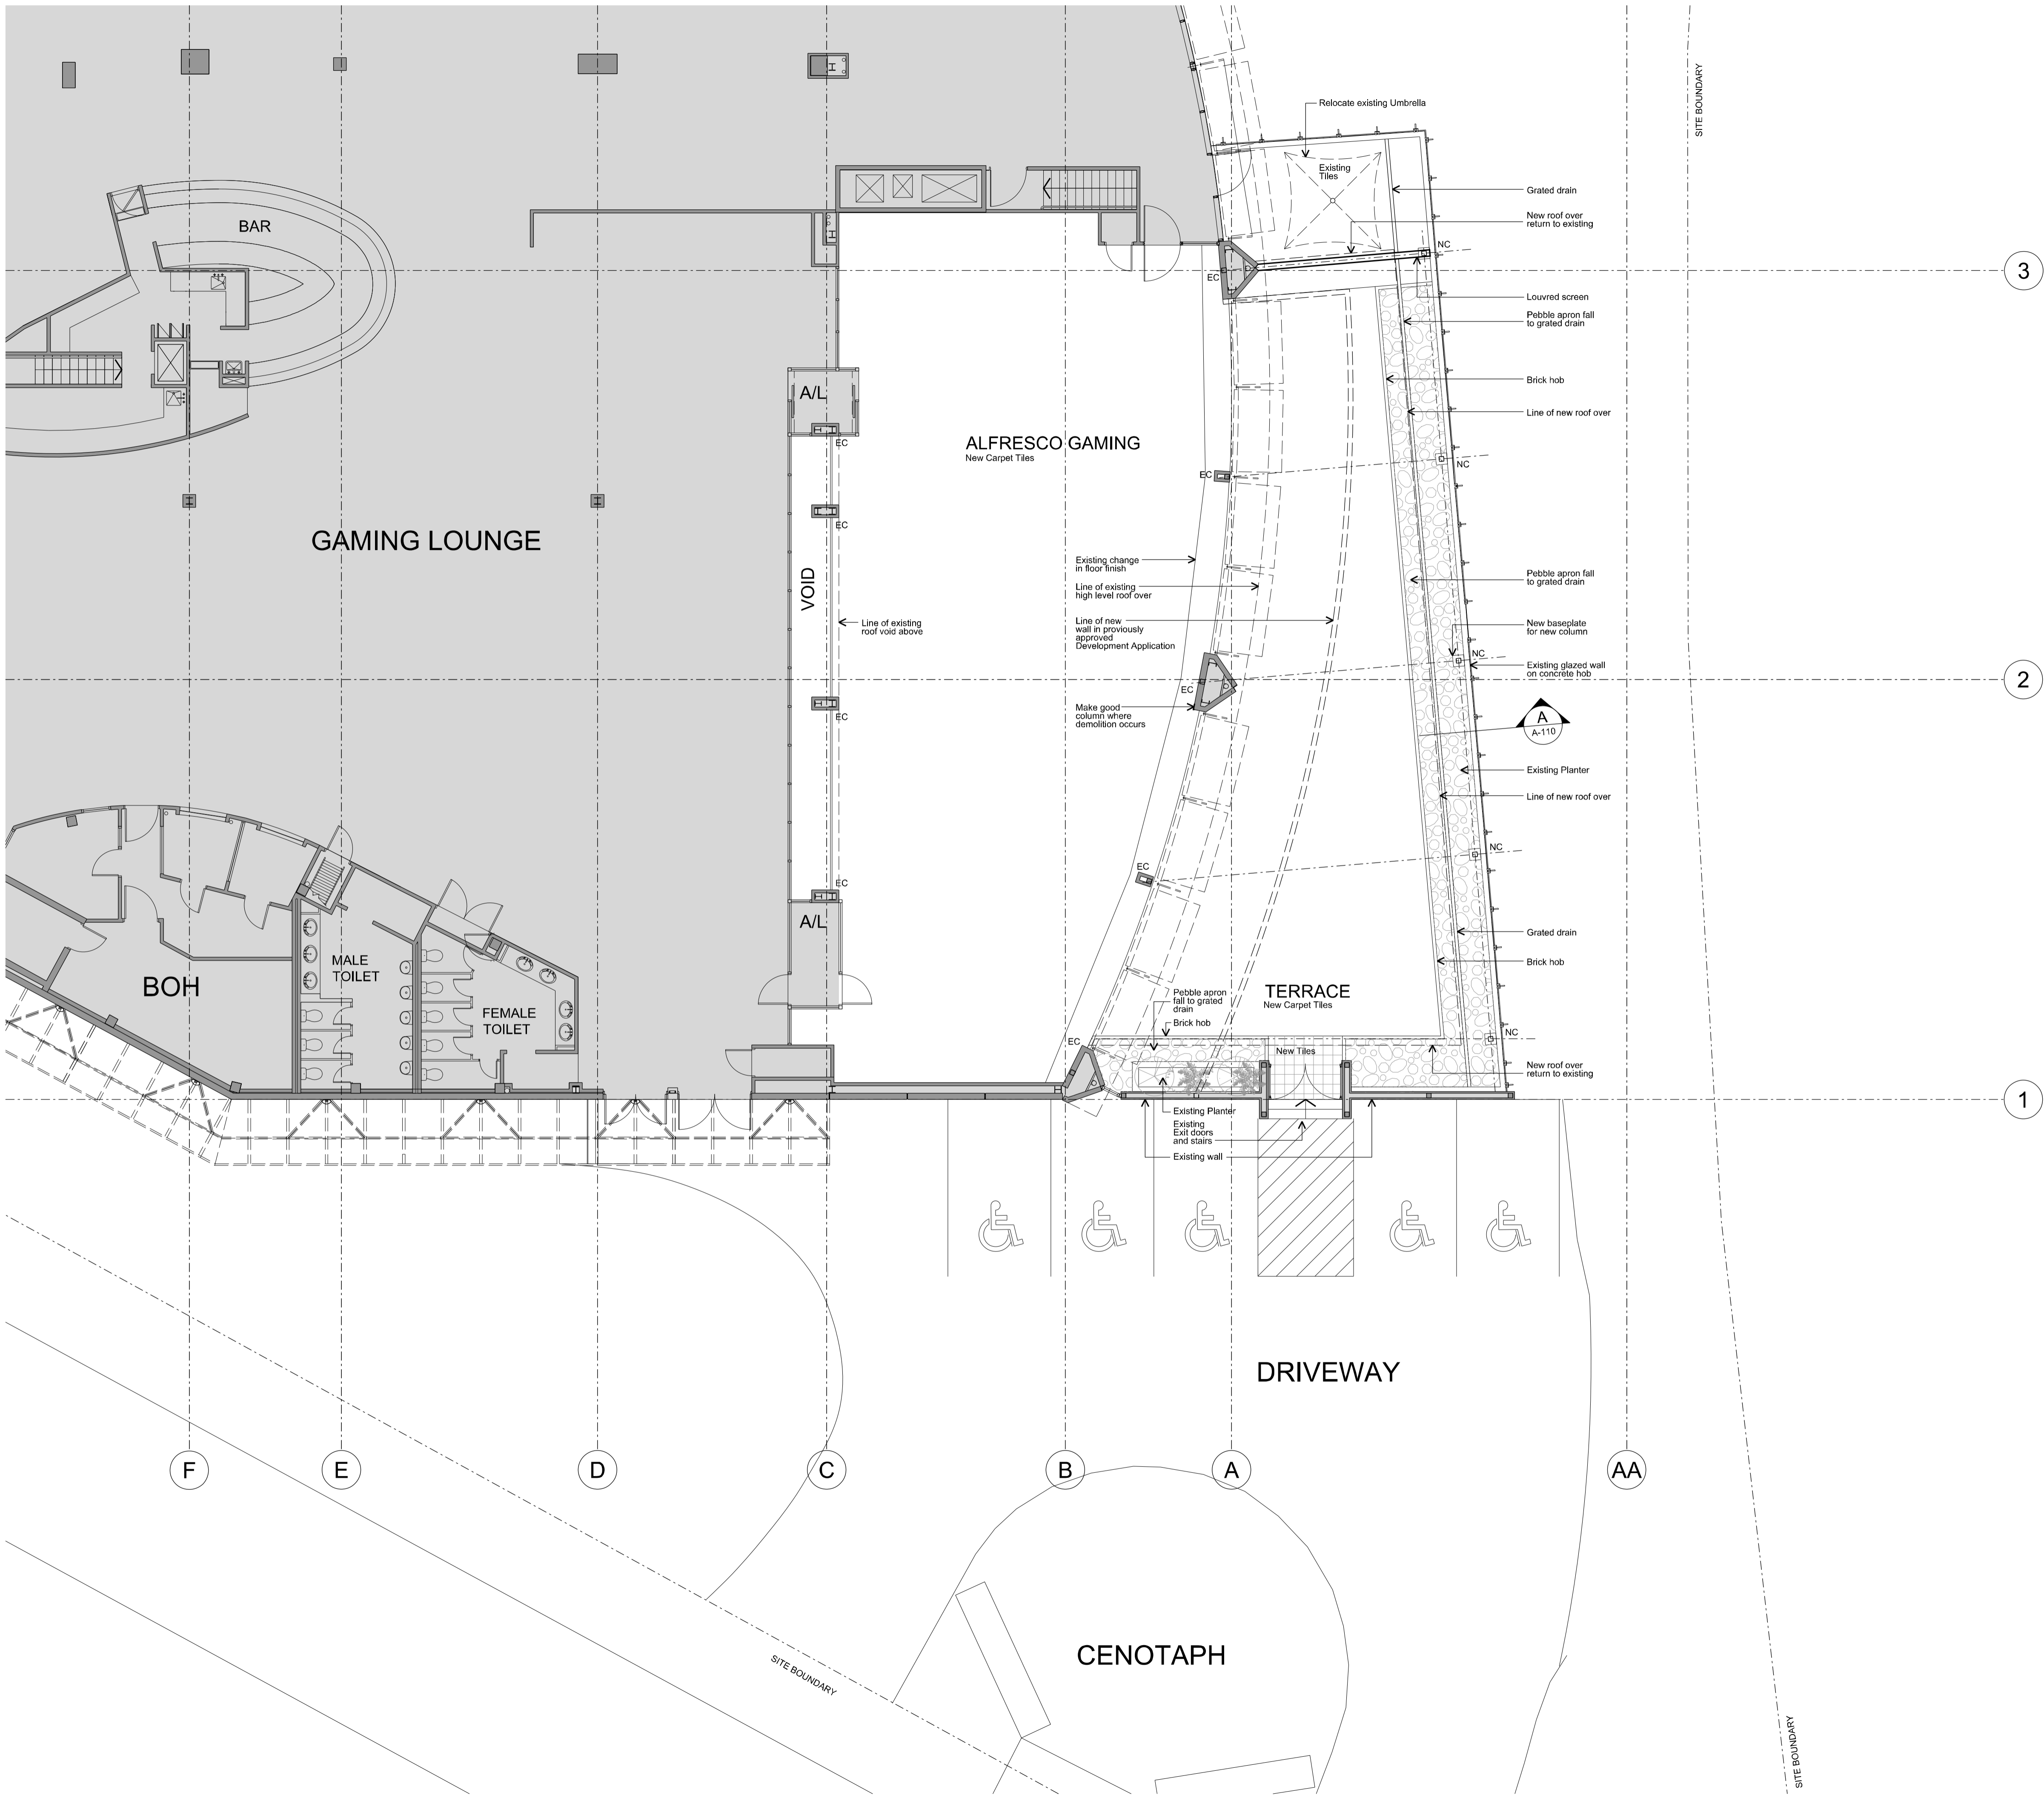 SITE BOUNDARY
Relocate existing Umbrella
Existing
Tiles
Grated drain
New roof over
return to existing
BAR
NC
3
EC
Louvred screen
Pebble apron fall
to grated drain
Brick hob
A/L
Line of new roof over
EC
ALFRESCO GAMING
New Carpet Tiles
NC
EC
GAMING LOUNGE
EC
VOID
Existing change
in floor finish
Line of existing
high level roof over
Pebble apron fall
to grated drain
Line of existing
roof void above
Line of new
wall in proviously
approved
Development Application
New baseplate
for new column
NC
Existing glazed wall
on concrete hob
2
EC
EC
Make good
column where
demolition occurs
A
A-110
Existing Planter
Line of new roof over
NC
EC
EC
A/L
Grated drain
MALE
TOILET
Brick hob
BOH
TERRACE
New Carpet Tiles
Pebble apron
fall to grated
drain
FEMALE
TOILET
Brick hob
NC
EC
New Tiles
New roof over
return to existing
1
Existing Planter
Existing
Exit doors
and stairs
Existing wall
DRIVEWAY
F
E
D
C
B
A
AA
CENOTAPH
SITE BOUNDARY
SITE BOUNDARY